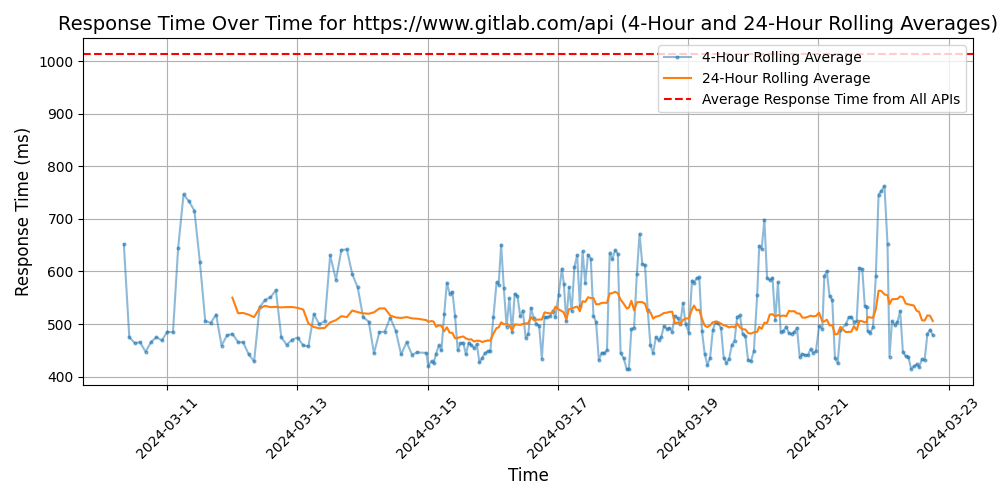 Response Time Over Time for https://www.gitlab.com/api (4-Hour and 24-Hour Rolling Averages)
4-Hour Rolling Average
24-Hour Rolling Average
Average Response Time from All APIs
Response Time (ms)
1000
900
800
700
600
500
400
2024-03-11
2024-03-13
2024-03-15
2024-03-17
2024-03-19
2024-03-21
2024-03-23
Time